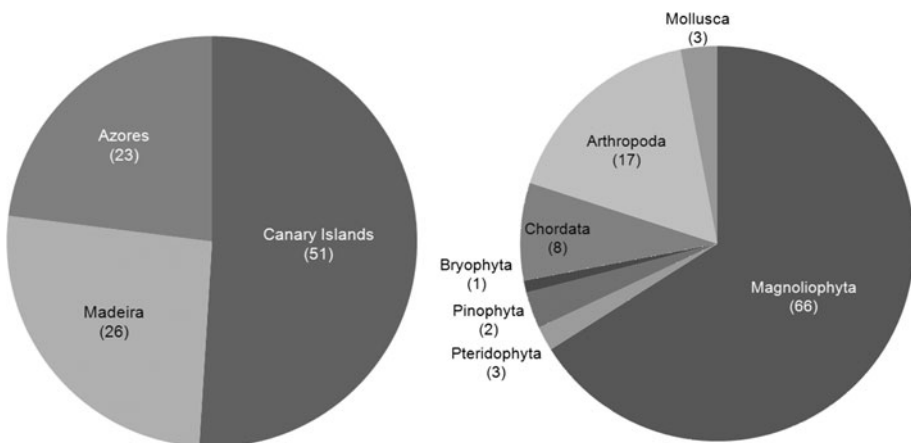 Azores
(23)
Canary Islands
(51)
Madeira
(26)
Mollusca
(3)
Arthropoda
(17)
Chordata
(8)
Bryophyta
(1)
Pinophyta
(2)
Pteridophyta
(3)
Magnoliophyta
(66)